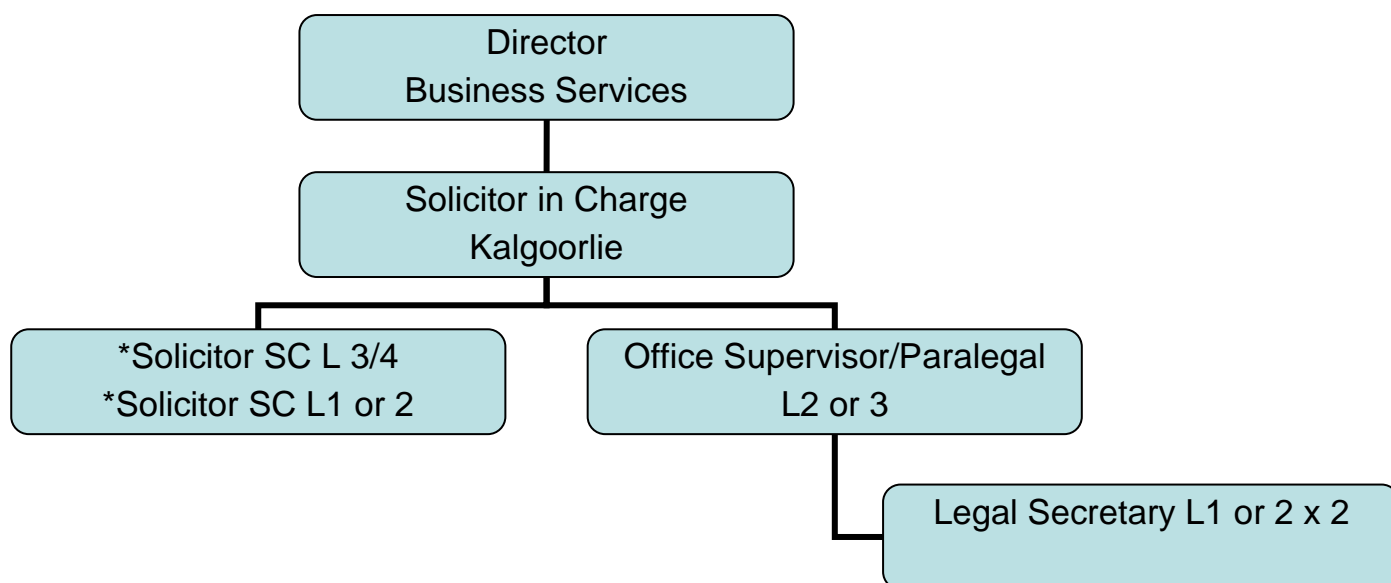 Director
Business Services
Solicitor in Charge
Kalgoorlie
*Solicitor SC L 3/4
*Solicitor SC L1 or 2
Office Supervisor/Paralegal
L2 or 3
Legal Secretary L1 or 2 x 2